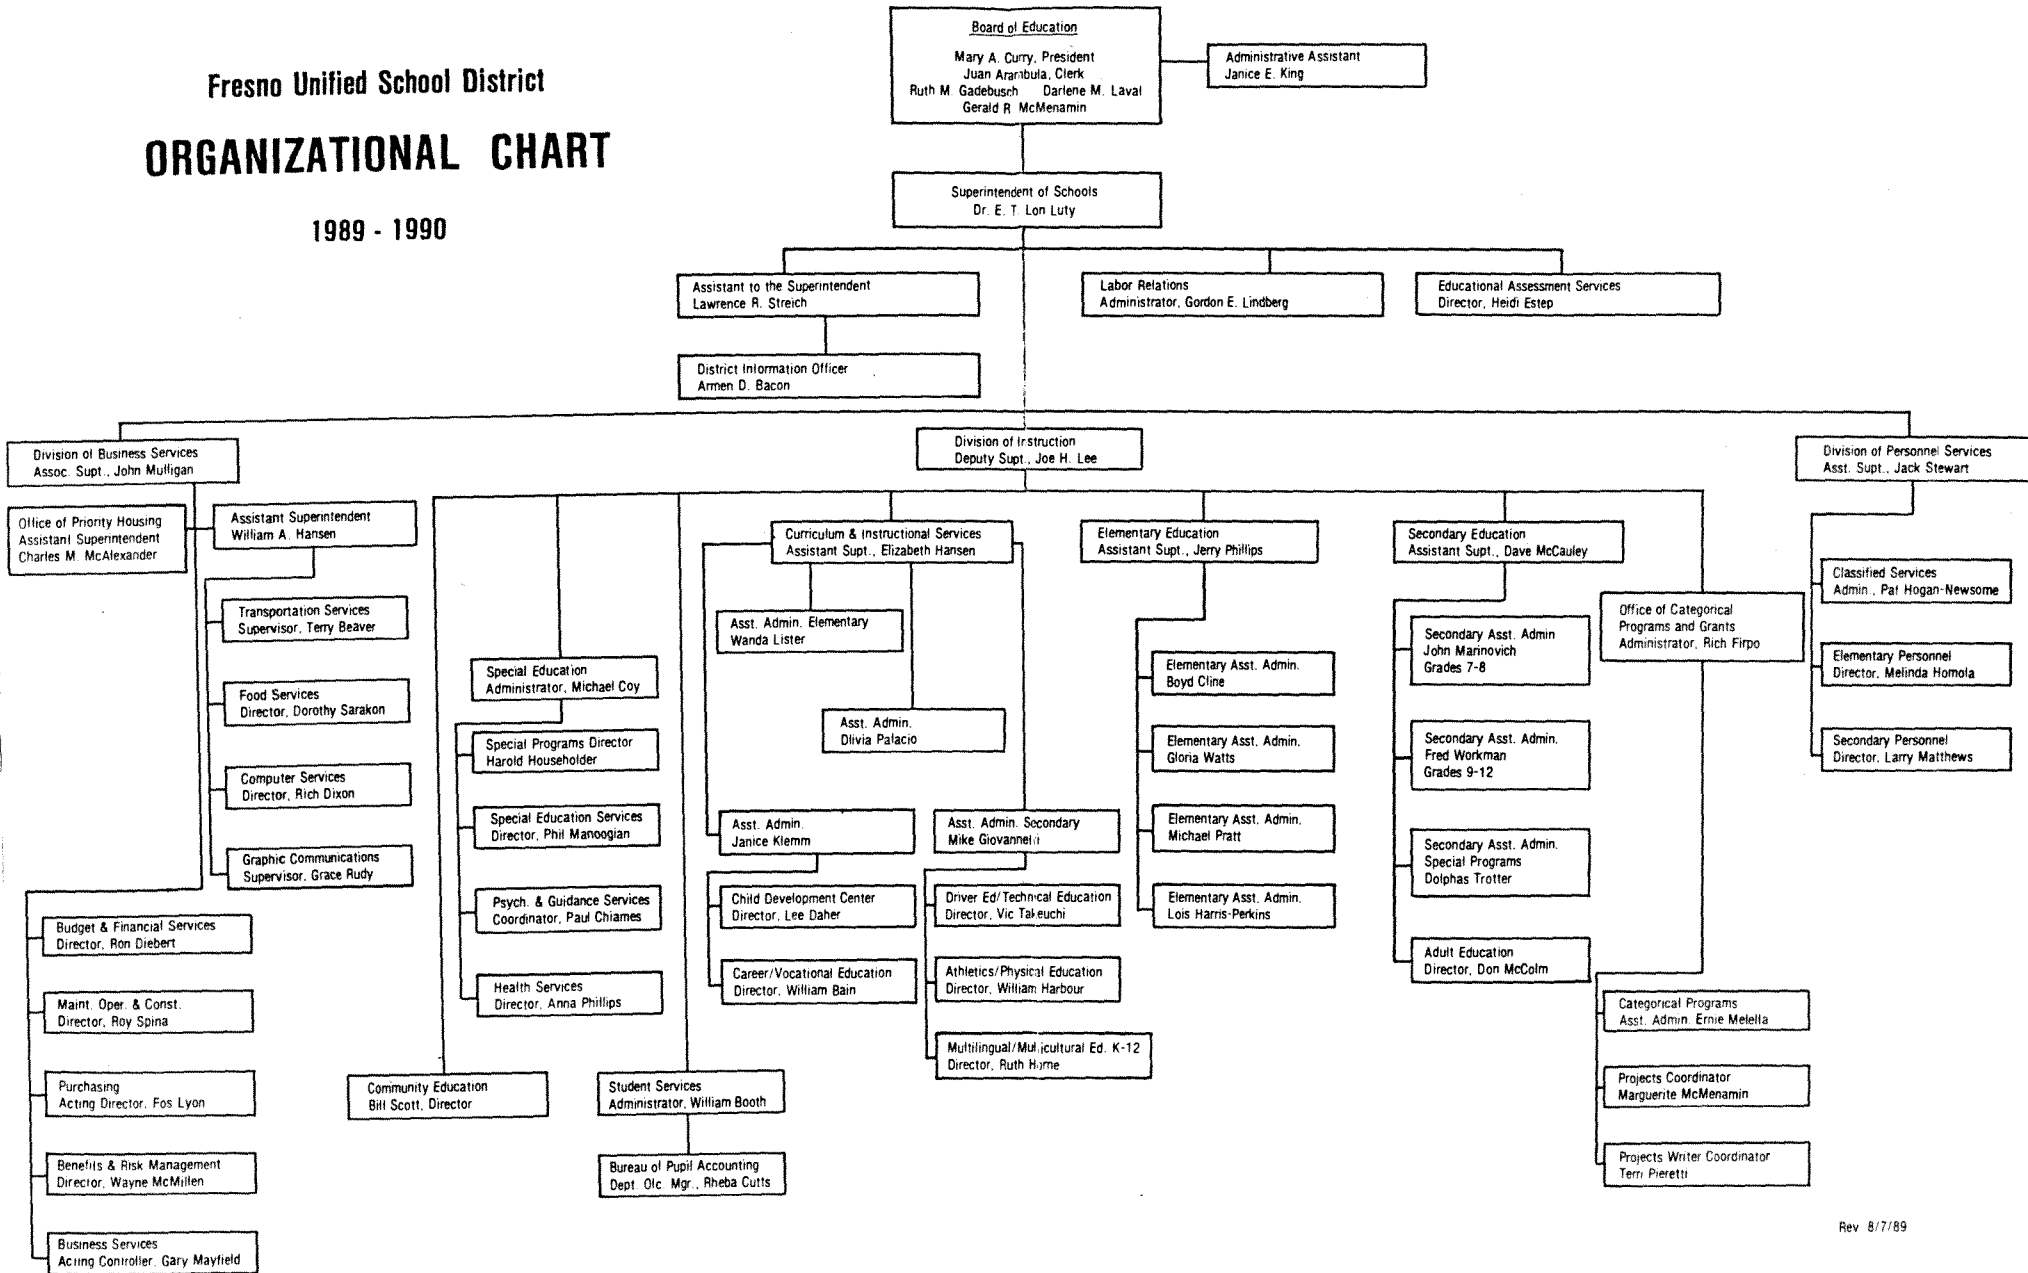 Fresno Unified School District
ORGANIZATIONAL CHART
1989 - 1990
Board of Education
Mary A. Curry, President
Juan Arambula, Clerk
Ruth M. Gadebusch Darlene M. Laval
Gerald R. McMenamin
Administrative Assistant
Janice E. King
Superintendent of Schools
Dr. E. T. Lon Luty
Assistant to the Superintendent
Lawrence R. Streich
Labor Relations
Administrator, Gordon E. Lindberg
Educational Assessment Services
Director, Heidi Estep
District Information Officer
Armen D. Bacon
Division of Business Services
Assoc. Supt., John Mulligan
Division of Instruction
Deputy Supt., Joe H. Lee
Division of Personnel Services
Asst. Supt., Jack Stewart
Office of Priority Housing
Assistant Superintendent
Charles M. McAlexander
Assistant Superintendent
William A. Hansen
Transportation Services
Supervisor, Terry Beaver
Food Services
Director, Dorothy Sarakon
Computer Services
Director, Rich Dixon
Graphic Communications
Supervisor, Grace Rudy
Budget & Financial Services
Director, Ron Diebert
Maint. Oper. & Const.
Director, Roy Spina
Purchasing
Acting Director, Fos Lyon
Benefits & Risk Management
Director, Wayne McMillen
Business Services
Acting Controller, Gary Mayfield
Community Education
Bill Scott, Director
Special Education
Administrator, Michael Coy
Special Programs Director
Harold Householder
Special Education Services
Director, Phil Manoogian
Psych. & Guidance Services
Coordinator, Paul Chiames
Health Services
Director, Anna Phillips
Student Services
Administrator, William Booth
Bureau of Pupil Accounting
Dept. Ofc. Mgr., Rheba Cutts
Curriculum & Instructional Services
Assistant Supt., Elizabeth Hansen
Asst. Admin. Elementary
Wanda Lister
Asst. Admin.
Olivia Palacio
Asst. Admin.
Janice Klemm
Child Development Center
Director, Lee Daher
Career/Vocational Education
Director, William Bain
Asst. Admin. Secondary
Mike
Driver Ed/Technical Education
Director, Vic Takeuchi
Athletics/Physical Education
Director, William Harbour
Multilingual/Multicultural Ed. K-12
Director, Ruth
Elementary Education
Assistant Supt., Jerry Phillips
Elementary Asst. Admin.
Boyd Cline
Elementary Asst. Admin.
Gloria Watts
Elementary Asst. Admin.
Michael Pratt
Elementary Asst. Admin.
Lois Harris-Perkins
Secondary Education
Assistant Supt., Dave McCauley
Secondary Asst. Admin
John Marinovich
Grades 7-8
Secondary Asst. Admin.
Fred Workman
Grades 9-12
Secondary Asst. Admin.
Special Programs
Dolphas Trotter
Adult Education
Director, Don McColm
Office of Categorical
Programs and Grants
Administrator, Rich Firpo
Categorical Programs
Asst. Admin. Ernie Melella
Projects Coordinator
Marguerite McMenamin
Projects Writer Coordinator
Terri Pieretti
Classified Services
Admin., Pat Hogan-Newsome
Elementary Personnel
Director, Melinda Homola
Secondary Personnel
Director, Larry Matthews
Rev 8/7/89